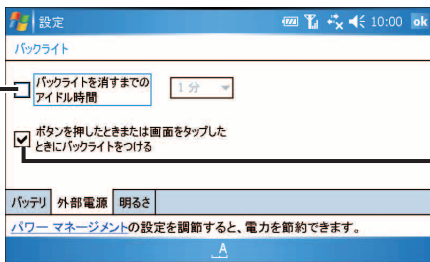 設定
10:00 ok
バックライト
バックライトを消すまでの
アイドル時間
1 分
ボタンを押したときまたは画面をタップした
ときにバックライトをつける
バッテリ 外部電源 明るさ
パワー マネージメントの設定を調節すると、電力を節約できます。
A